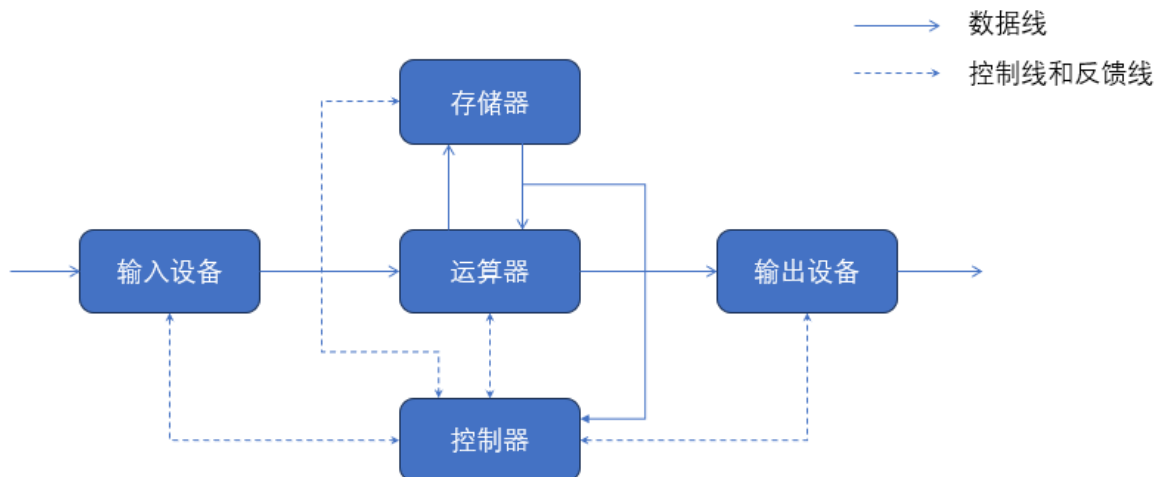 数据线
控制线和反馈线
存储器
输入设备
运算器
输出设备
控制器